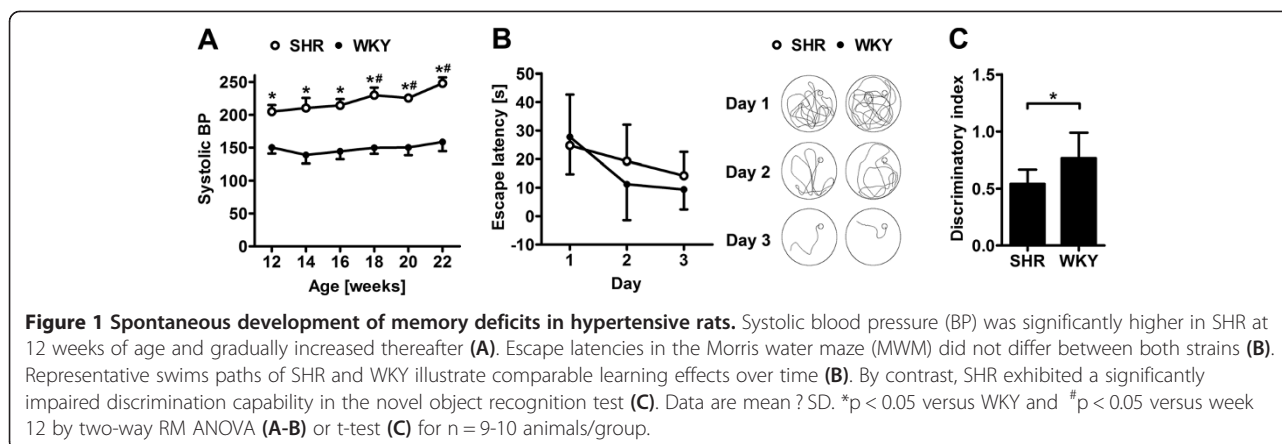 A
SHR WKY
*
*
*
*#
*#
*#
250
200
150
100
50
0
Systolic BP
12 14 16 18 20 22
Age [weeks]
B
SHR WKY
50
40
30
20
10
0
-10
Escape latency [s]
1 2 3
Day
Day 1
Day 2
Day 3
C
1.5
1.0
0.5
0.0
Discriminatory index
*
SHR WKY
Figure 1 Spontaneous development of memory deficits in hypertensive rats. Systolic blood pressure (BP) was significantly higher in SHR at
12 weeks of age and gradually increased thereafter (A). Escape latencies in the Morris water maze (MWM) did not differ between both strains (B).
Representative swims paths of SHR and WKY illustrate comparable learning effects over time (B). By contrast, SHR exhibited a significantly
impaired discrimination capability in the novel object recognition test (C). Data are mean ? SD. *p < 0.05 versus WKY and #p < 0.05 versus week
12 by two-way RM ANOVA (A-B) or t-test (C) for n = 9-10 animals/group.